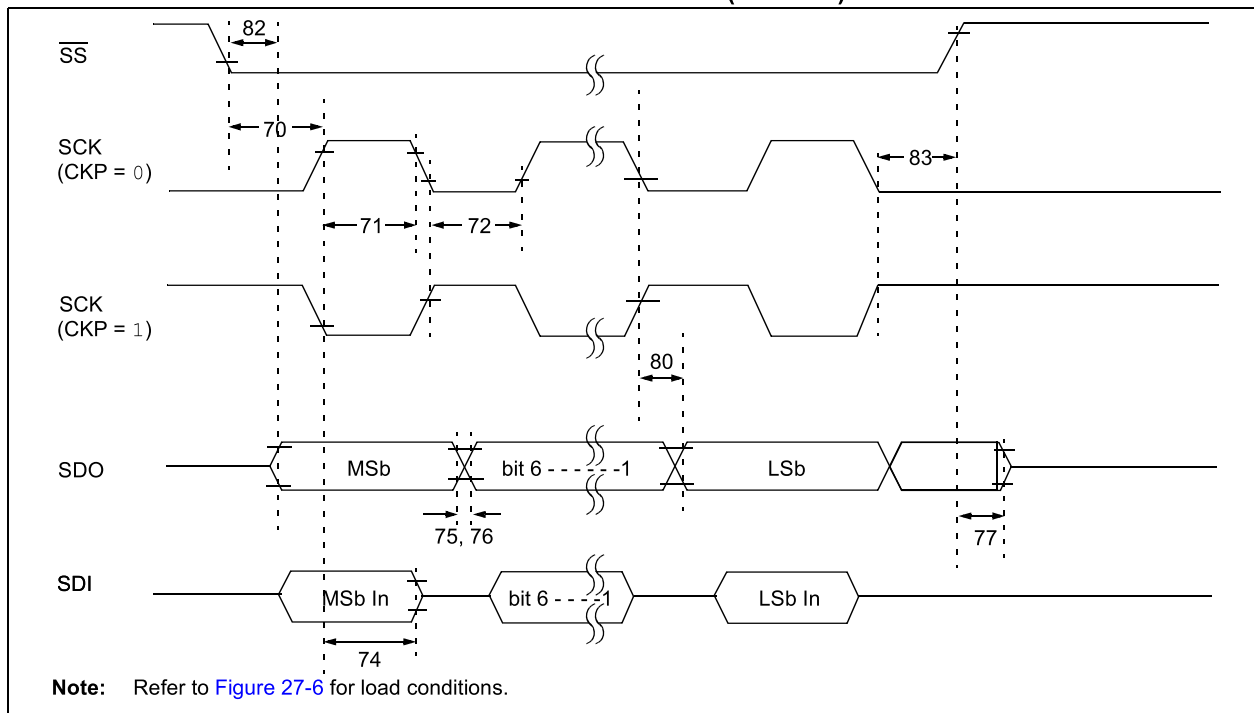 82
SS
70
SCK
(CKP = 0)
83
71
72
SCK
(CKP = 1)
80
SDO
MSb
bit 6 - - - - - -1
LSb
75, 76
77
SDI
MSb In
bit 6 - - - -1
LSb In
74
Note: Refer to Figure 27-6 for load conditions.